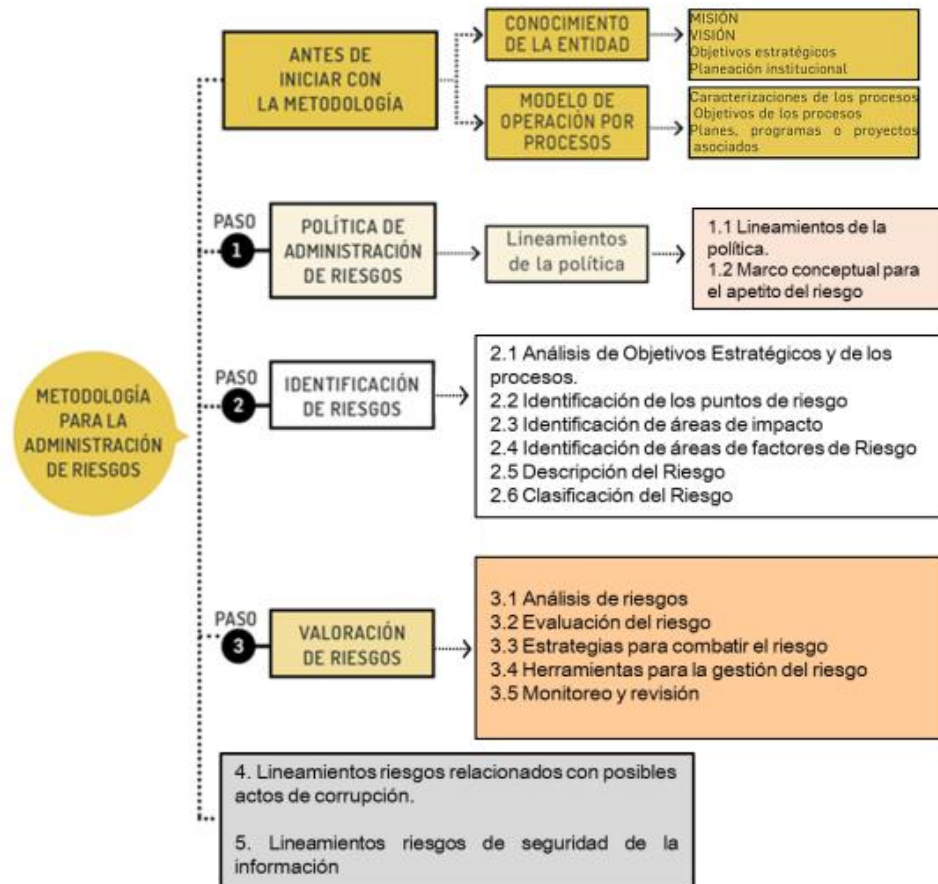 METODOLOGÍA
PARA LA
ADMINISTRACIÓN
DE RIESGOS
ANTES DE
INICIAR CON
LA METODOLOGÍA
CONOCIMIENTO
DE LA ENTIDAD
MISIÓN
VISIÓN
Objetivos estratégicos
Planeación institucional
MODELO DE
OPERACIÓN POR
PROCESOS
Caracterizaciones de los procesos
Objetivos de los procesos
Planes, programas o proyectos
asociados
PASO
1
POLÍTICA DE
ADMINISTRACIÓN
DE RIESGOS
Lineamientos
de la política
1.1 Lineamientos de la
política.
1.2 Marco conceptual para
el apetito del riesgo
PASO
2
IDENTIFICACIÓN
DE RIESGOS
2.1 Análisis de Objetivos Estratégicos y de los
procesos.
2.2 Identificación de los puntos de riesgo
2.3 Identificación de áreas de impacto
2.4 Identificación de áreas de factores de Riesgo
2.5 Descripción del Riesgo
2.6 Clasificación del Riesgo
PASO
3
VALORACIÓN
DE RIESGOS
3.1 Análisis de riesgos
3.2 Evaluación del riesgo
3.3 Estrategias para combatir el riesgo
3.4 Herramientas para la gestión del riesgo
3.5 Monitoreo y revisión
4. Lineamientos riesgos relacionados con posibles
actos de corrupción.
5. Lineamientos riesgos de seguridad de la
información